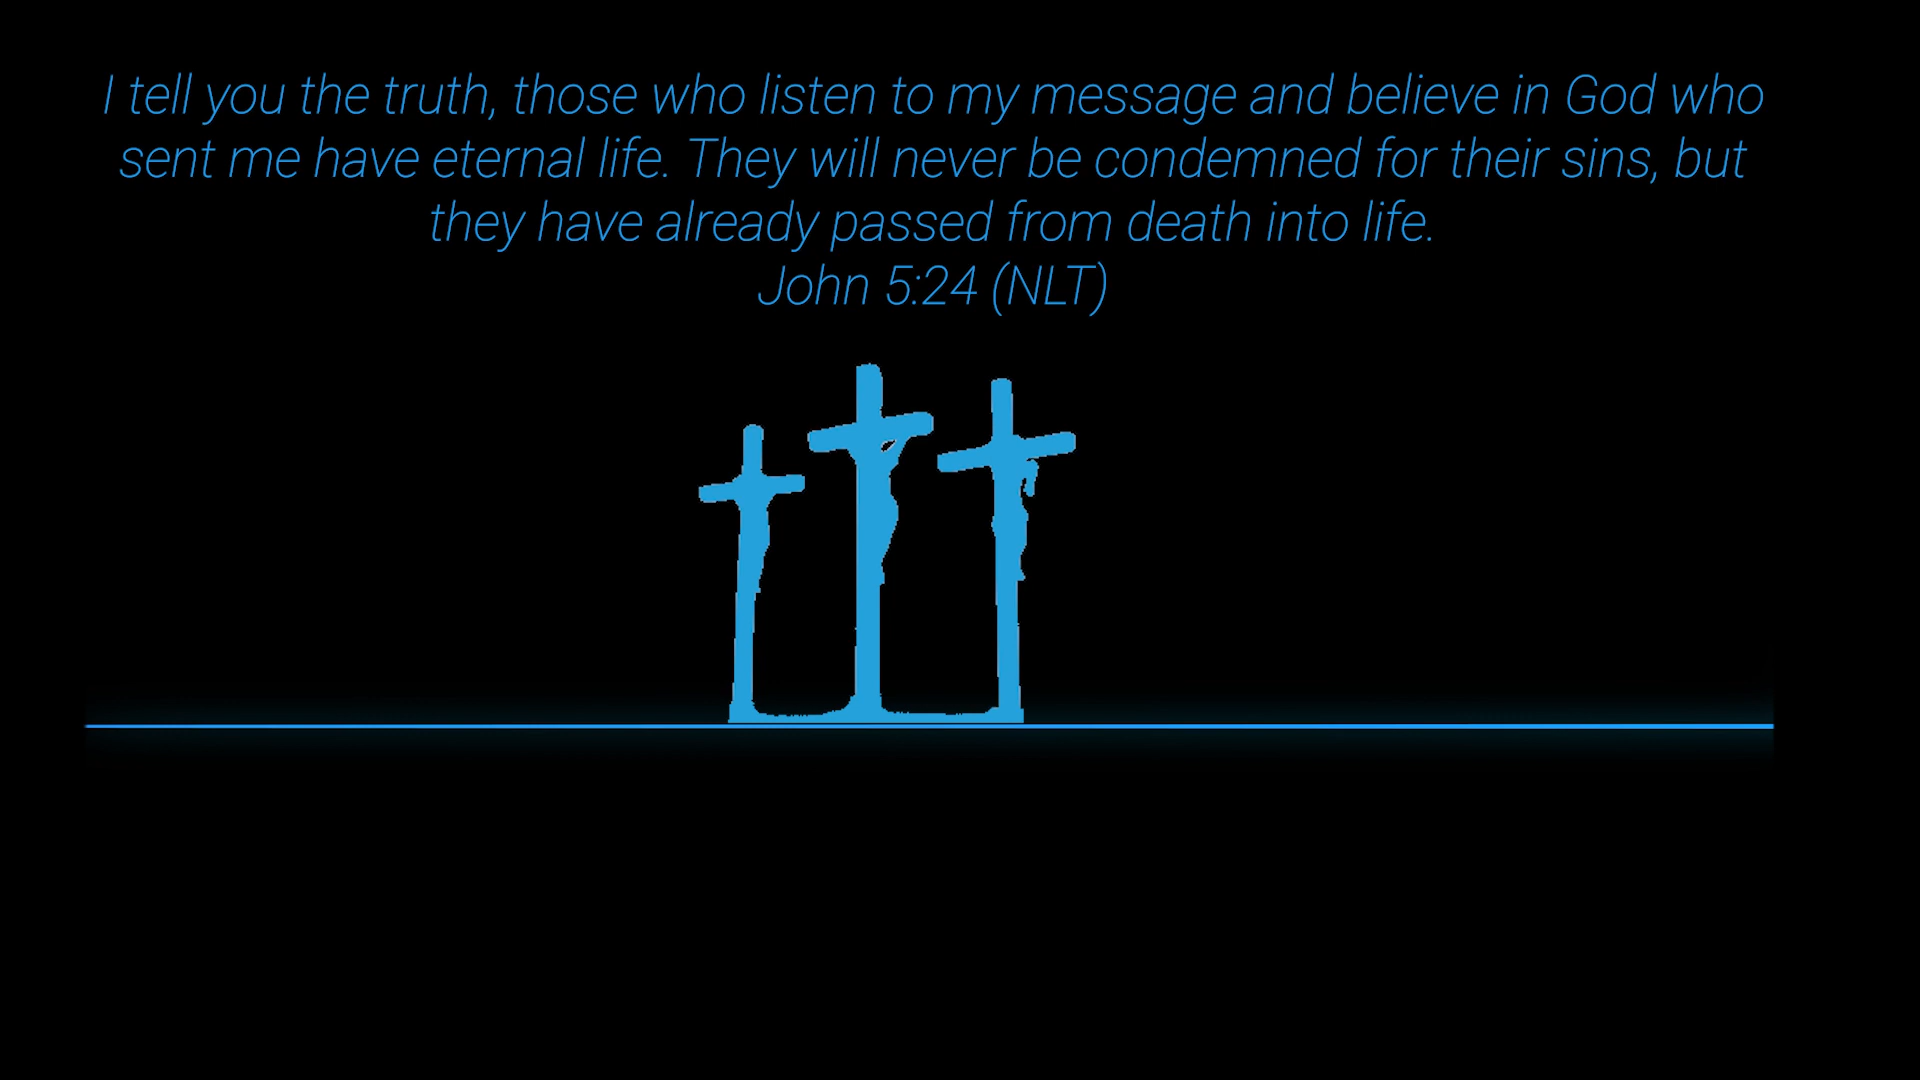 I tell you the truth, those who listen to my message and believe in God who
sent me have eternal life. They will never be condemned for their sins, but
they have already passed from death into life.
John 5:24 (NLT)